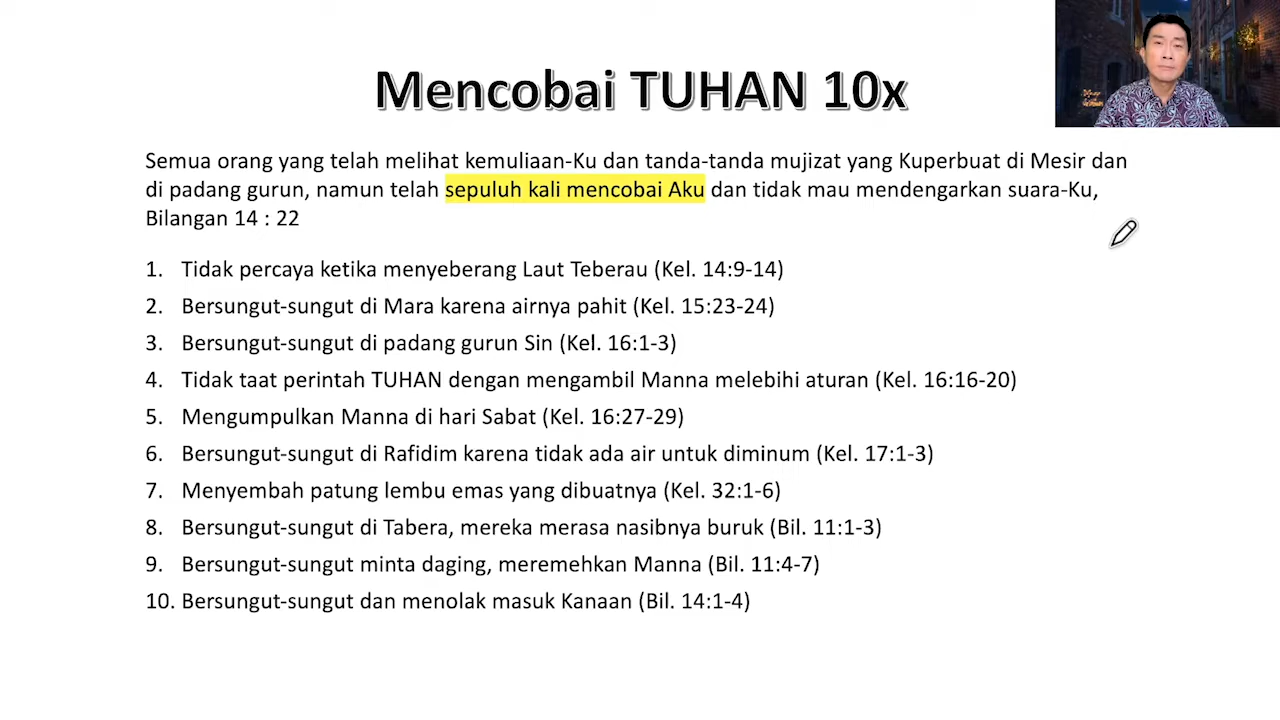 Mencobai TUHAN 10x
Semua orang yang telah melihat kemuliaan-Ku dan tanda-tanda mujizat yang Kuperbuat di Mesir dan
di padang gurun, namun telah sepuluh kali mencobai Aku dan tidak mau mendengarkan suara-Ku,
Bilangan 14 : 22
1. Tidak percaya ketika menyeberang Laut Teberau (Kel. 14:9-14)
2. Bersungut-sungut di Mara karena airnya pahit (Kel. 15:23-24)
3. Bersungut-sungut di padang gurun Sin (Kel. 16:1-3)
4. Tidak taat perintah TUHAN dengan mengambil Manna melebihi aturan (Kel. 16:16-20)
5. Mengumpulkan Manna di hari Sabat (Kel. 16:27-29)
6. Bersungut-sungut di Rafidim karena tidak ada air untuk diminum (Kel. 17:1-3)
7. Menyembah patung lembu emas yang dibuatnya (Kel. 32:1-6)
8. Bersungut-sungut di Tabera, mereka merasa nasibnya buruk (Bil. 11:1-3)
9. Bersungut-sungut minta daging, meremehkan Manna (Bil. 11:4-7)
10. Bersungut-sungut dan menolak masuk Kanaan (Bil. 14:1-4)